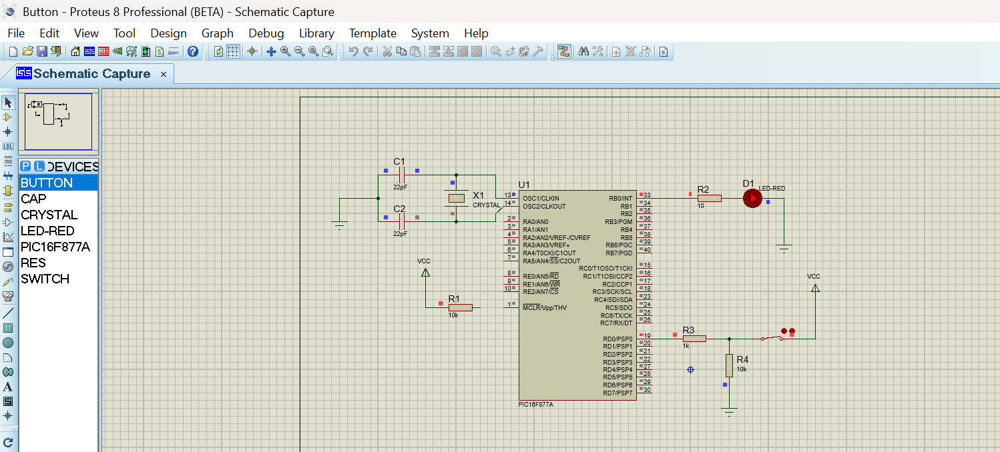 Button - Proteus 8 Professional (BETA) - Schematic Capture
File Edit View Tool Design Graph Debug Library Template System Help
Schematic Capture ×
LBL
P L DEVICES
BUTTON
CAP
CRYSTAL
LED-RED
PIC16F877A
RES
SWITCH
A
S
C1
22pF
C2
22pF
X1
CRYSTAL
VCC
R1
10k
U1
13 OSC1/CLKIN
14 OSC2/CLKOUT
2 RA0/AN0
3 RA1/AN1
4 RA2/AN2/VREF-/CVREF
5 RA3/AN3/VREF+
6 RA4/T0CKI/C1OUT
7 RA5/AN4/SS/C2OUT
8 RE0/AN5/RD
9 RE1/AN6/WR
10 RE2/AN7/CS
1 MCLR/Vpp/THV
RB0/INT 33
RB1 34
RB2 35
RB3/PGM 36
RB4 37
RB5 38
RB6/PGC 39
RB7/PGD 40
RC0/T1OSO/T1CKI 15
RC1/T1OSI/CCP2 16
RC2/CCP1 17
RC3/SCK/SCL 18
RC4/SDI/SDA 23
RC5/SDO 24
RC6/TX/CK 25
RC7/RX/DT 26
RD0/PSP0 19
RD1/PSP1 20
RD2/PSP2 21
RD3/PSP3 22
RD4/PSP4 27
RD5/PSP5 28
RD6/PSP6 29
RD7/PSP7 30
PIC16F877A
R2
10
D1
LED-RED
VCC
R3
1k
R4
10k